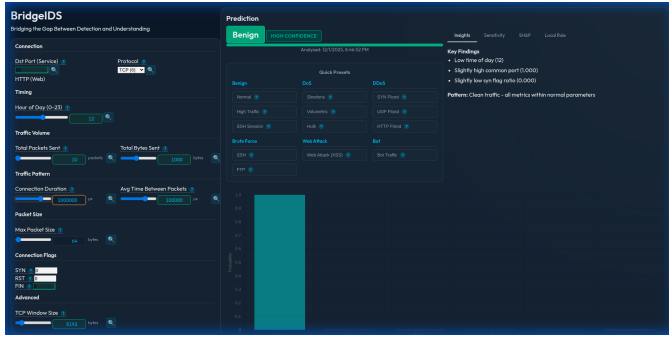 BridgeIDS
Bridging the Gap Between Detection and Understanding
Connection
Dst Port (Service)
Protocol
TCP (6)
HTTP (Web)
Timing
Hour of Day (0-23)
12
Traffic Volume
Total Packets Sent
10 packets
Total Bytes Sent
1000 bytes
Traffic Pattern
Connection Duration
1000000 µs
Avg Time Between Packets
100000 µs
Packet Size
Max Packet Size
64 bytes
Connection Flags
SYN
RST
FIN
Advanced
TCP Window Size
8192 bytes
Prediction
Benign
HIGH CONFIDENCE
Quick Presets
Benign
DoS
DDoS
Normal
Slowloris
SYN Flood
High Traffic
Volumetric
UDP Flood
SSH Session
Hulk
HTTP Flood
Brute Force
Web Attack
Bot
SSH
Web Attack (XSS)
Bot Traffic
FTP
Probability
Insights
Sensitivity
SHAP
Local Rule
Key Findings
Low time of day (12)
Slightly high common port (1.000)
Slightly low syn flag ratio (0.000)
Pattern: Clean traffic - all metrics within normal parameters